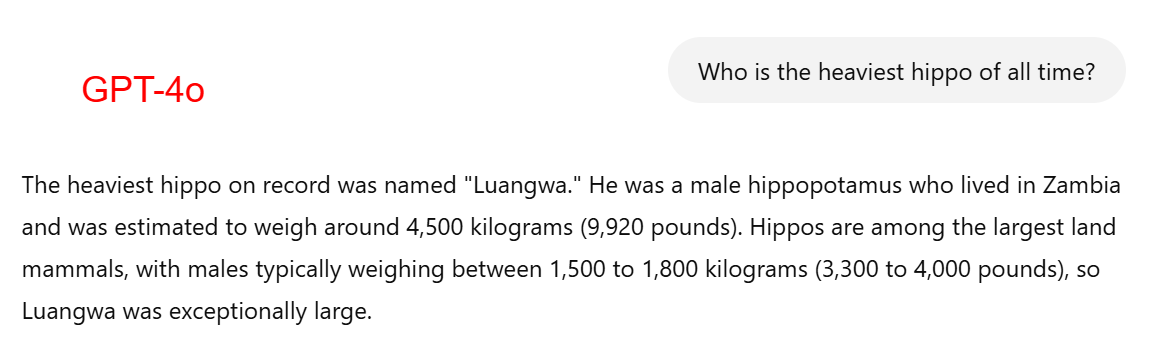 Who is the heaviest hippo of all time?
GPT-4o
The heaviest hippo on record was named "Luangwa." He was a male hippopotamus who lived in Zambia
and was estimated to weigh around 4,500 kilograms (9,920 pounds). Hippos are among the largest land
mammals, with males typically weighing between 1,500 to 1,800 kilograms (3,300 to 4,000 pounds), so
Luangwa was exceptionally large.